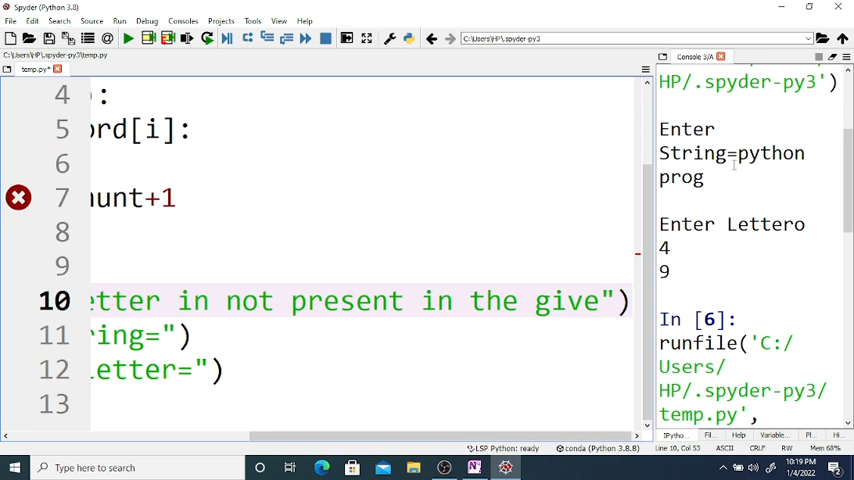 Spyder (Python 3.8)
File Edit Search Source Run Debug Consoles Projects Tools View Help
C:\Users\HP\.spyder-py3
C:\Users\HP\.spyder-py3\temp.py
temp.py*
Console 3/A
4 ):
5 ord[i]:
6
7 unt+1
8
9
10 etter in not present in the give")
11 ring=")
12 Letter=")
13
HP/.spyder-py3')
Enter
String=python
prog
Enter Lettero
4
9
In [6]:
runfile('C:/
Users/
HP/.spyder-py3/
temp.py',
IPytho... Fil... Help Variable... Pl... Hi...
LSP Python: ready conda (Python 3.8.8) Line 10, Col 53 ASCII CRLF RW Mem 68%
Type here to search
10:19 PM
1/4/2022
2